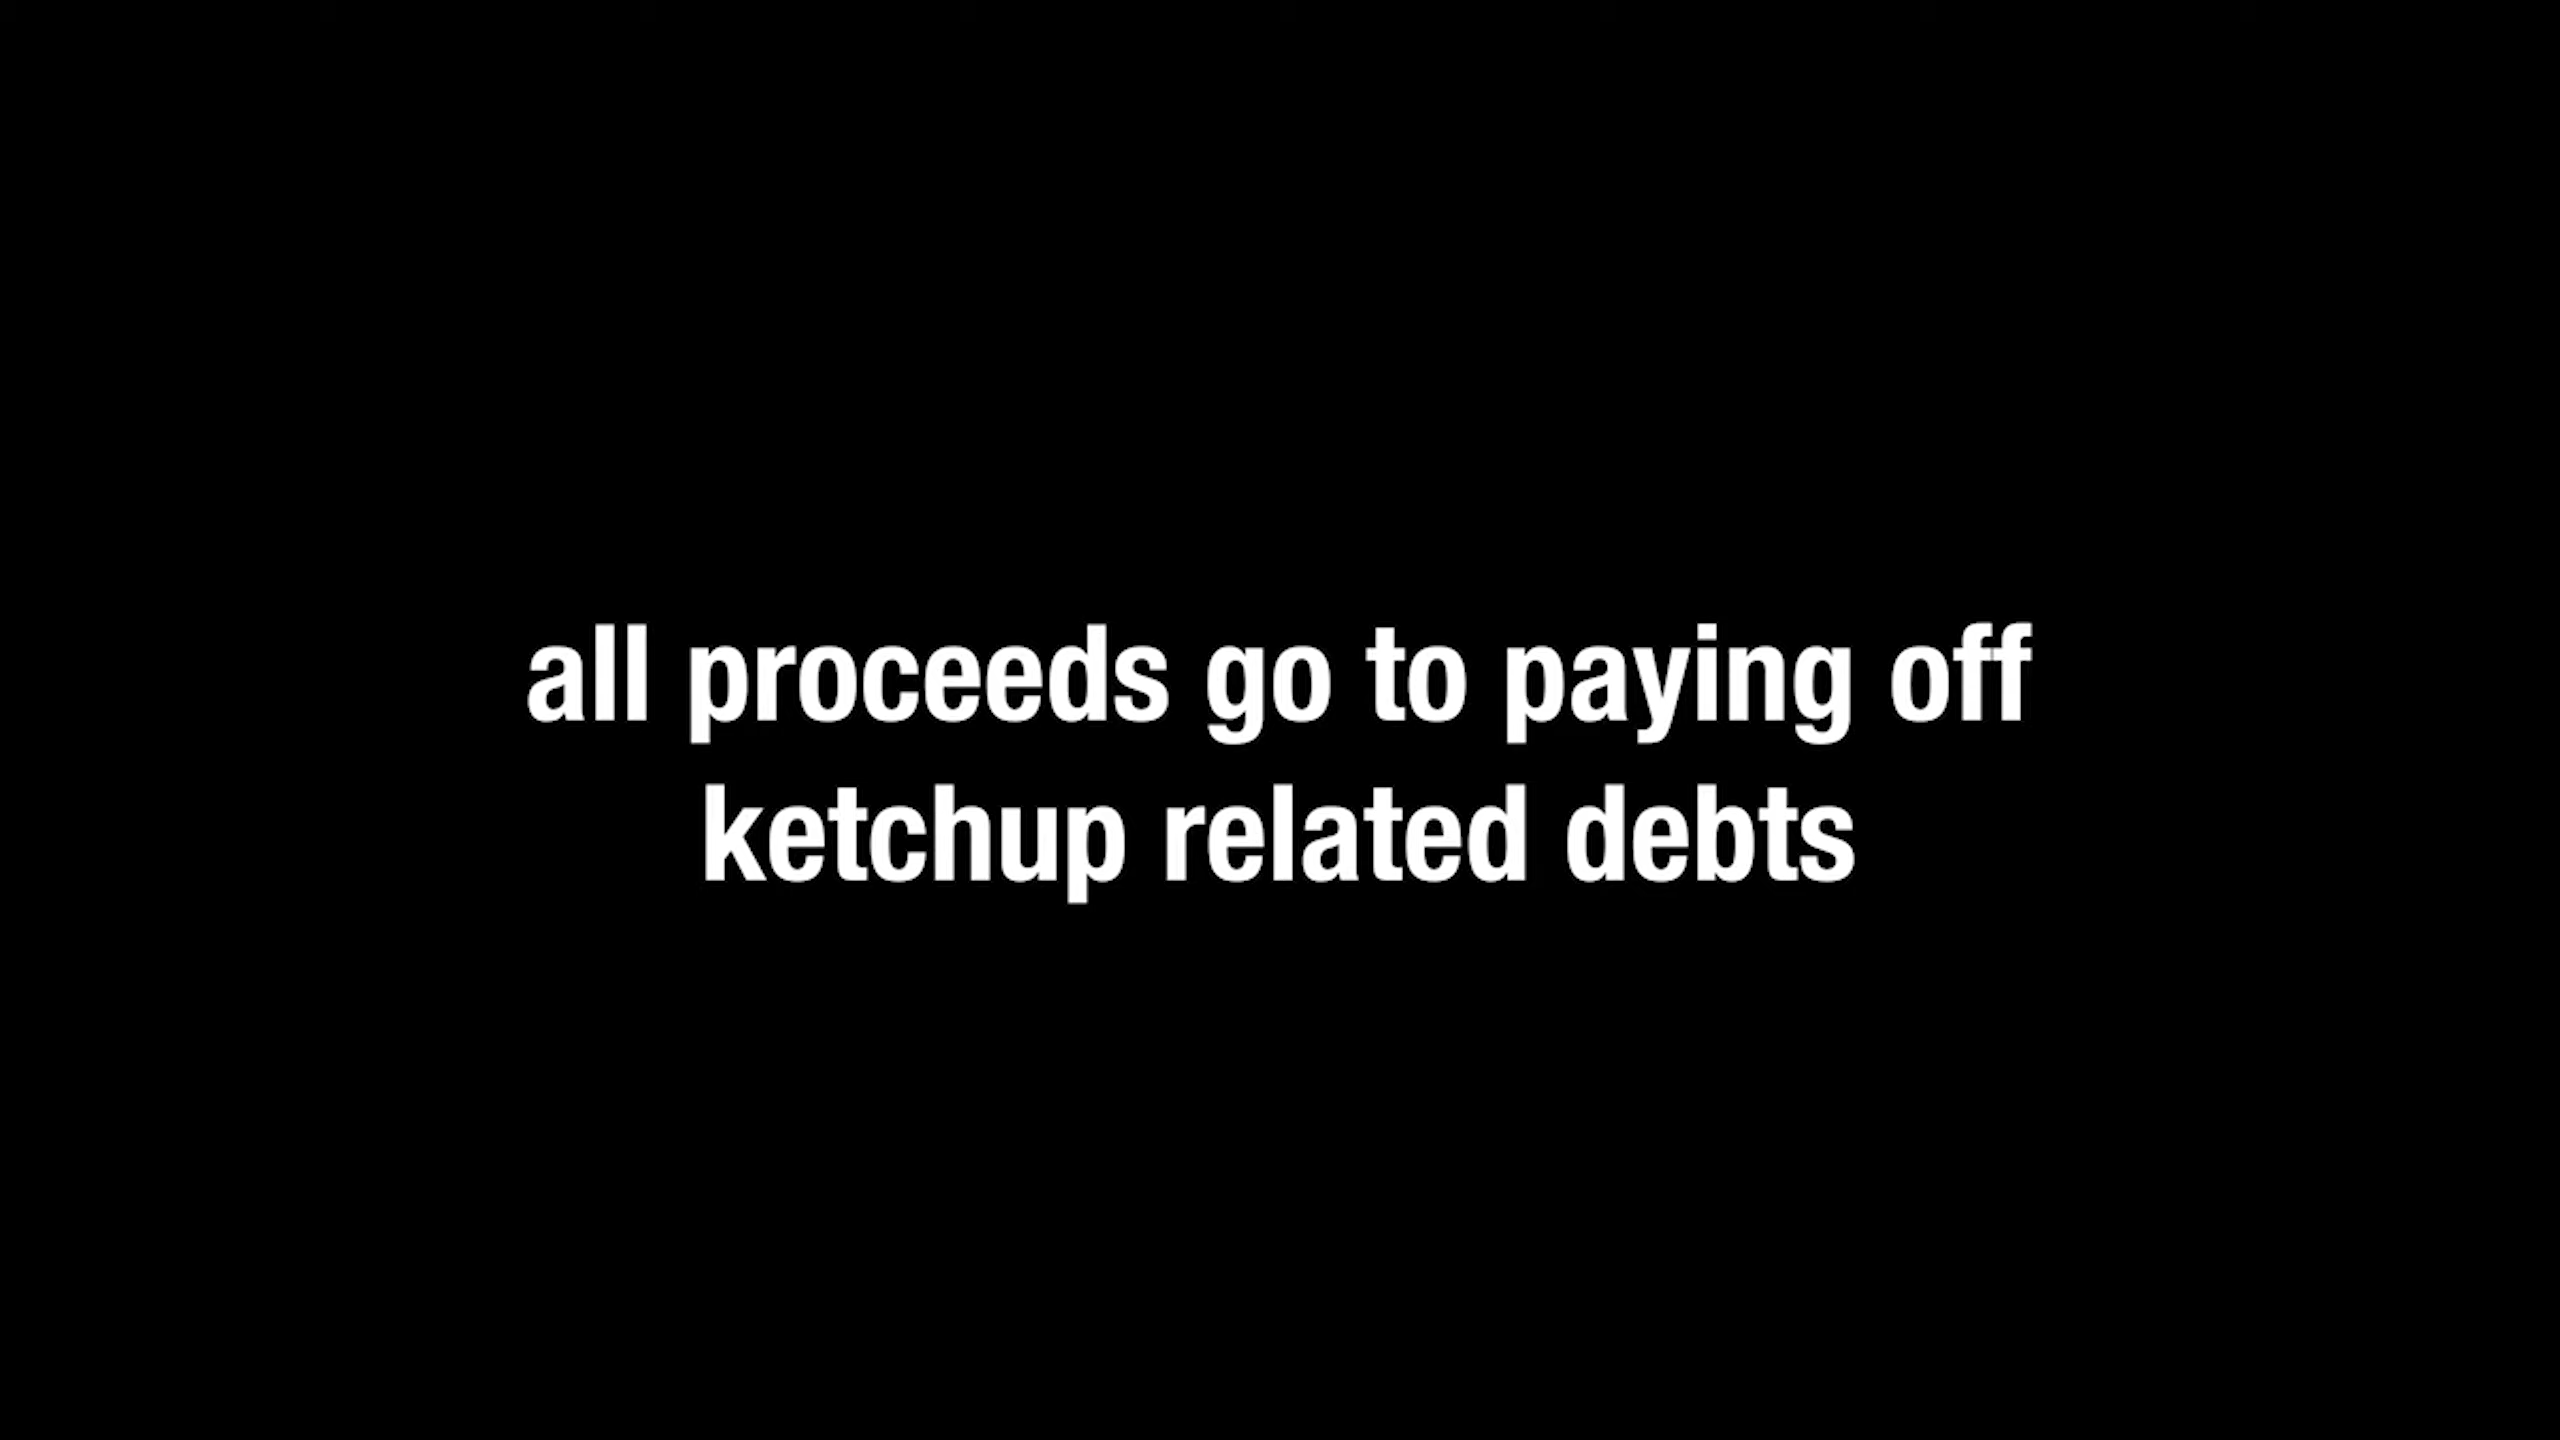 all proceeds go to paying off
ketchup related debts